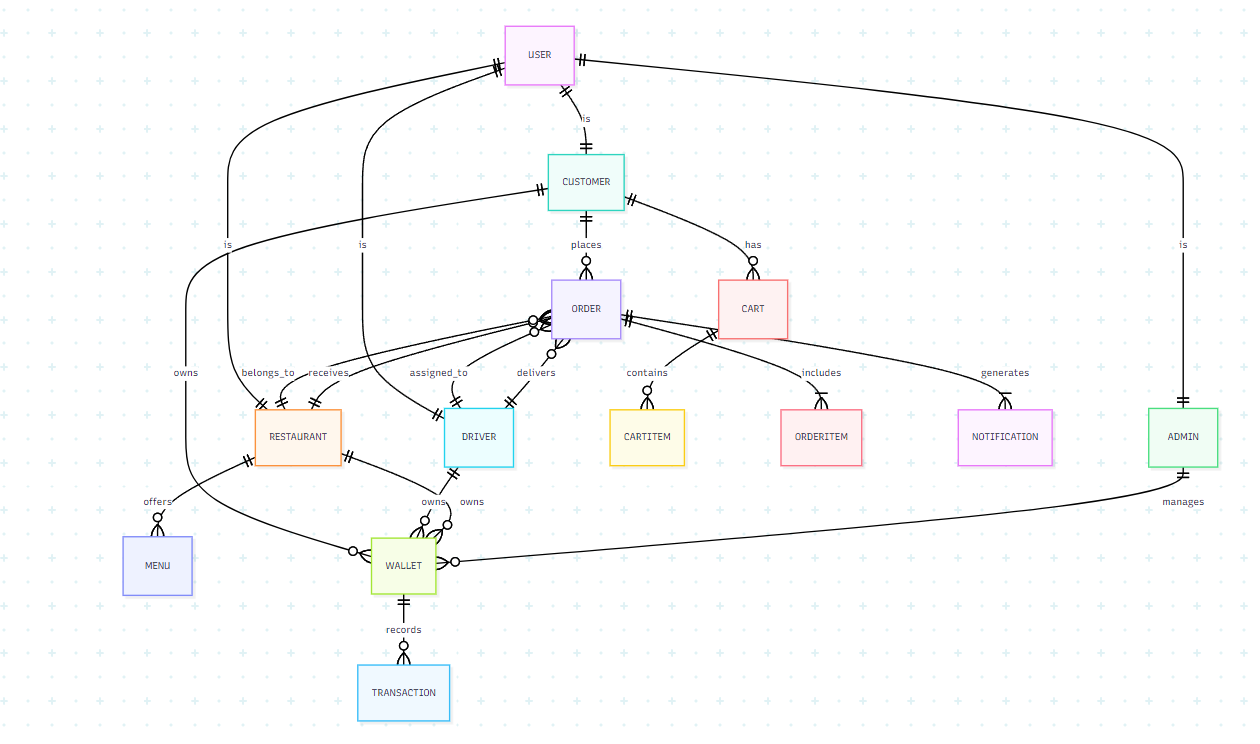 USER
is
CUSTOMER
is
is
places
has
is
ORDER
CART
owns
belongs_to
receives
assigned_to
delivers
contains
includes
generates
RESTAURANT
DRIVER
CARTITEM
ORDERITEM
NOTIFICATION
ADMIN
offers
owns
owns
manages
MENU
WALLET
records
TRANSACTION